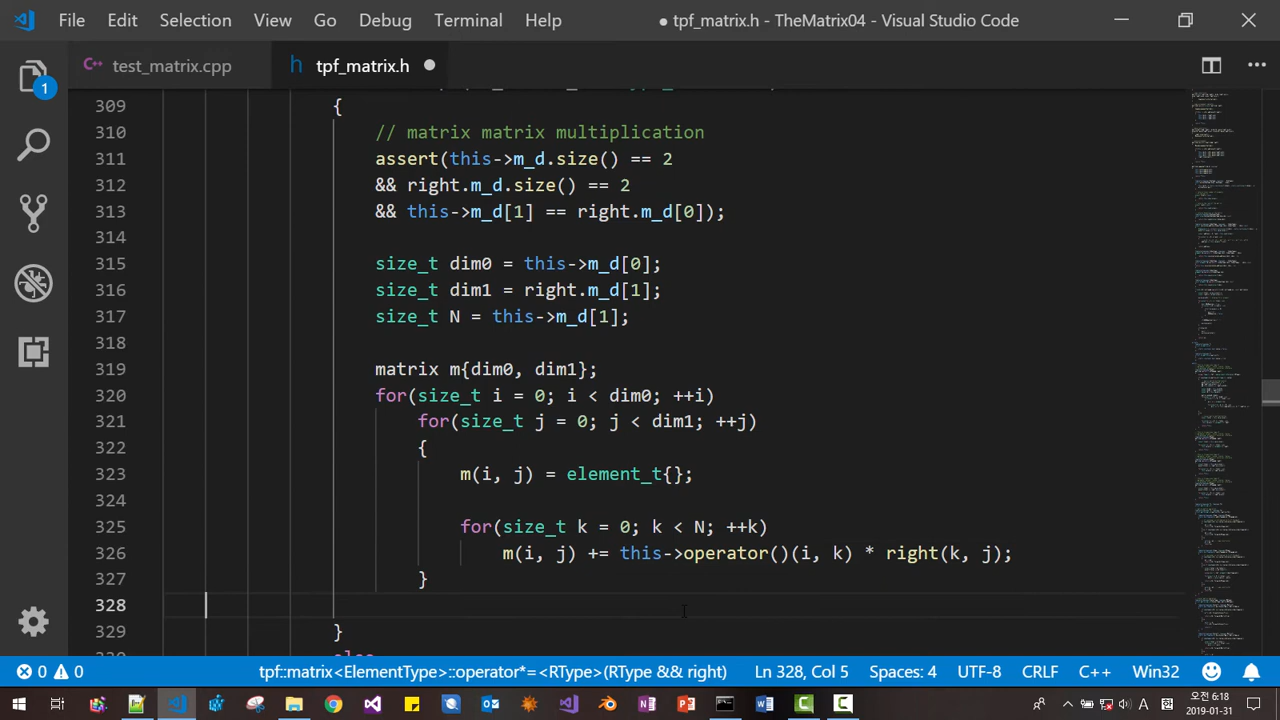 File Edit Selection View Go Debug Terminal Help
● tpf_matrix.h - TheMatrix04 - Visual Studio Code
test_matrix.cpp
h tpf_matrix.h
1
309 {
310 // matrix matrix multiplication
311 assert(this->m_d.size() == 2
312 && right.m_d.size() == 2
313 && this->m_d[1] == right.m_d[0]);
314
315 size_t dim0 = this->m_d[0];
316 size_t dim1 = right.m_d[1];
317 size_t N = this->m_d[1];
318
319 matrix m{dim0, dim1};
320 for(size_t i = 0; i < dim0; ++i)
321 for(size_t j = 0; j < dim1; ++j)
322 {
323 m(i, j) = element_t{};
324
325 for(size_t k = 0; k < N; ++k)
326 m(i, j) += this->operator()(i, k) * right(k, j);
327 }
328
329 }
else
0 0 tpf::matrix<ElementType>::operator*=<RType>(RType && right) Ln 328, Col 5 Spaces: 4 UTF-8 CRLF C++ Win32
오전 6:18
2019-01-31